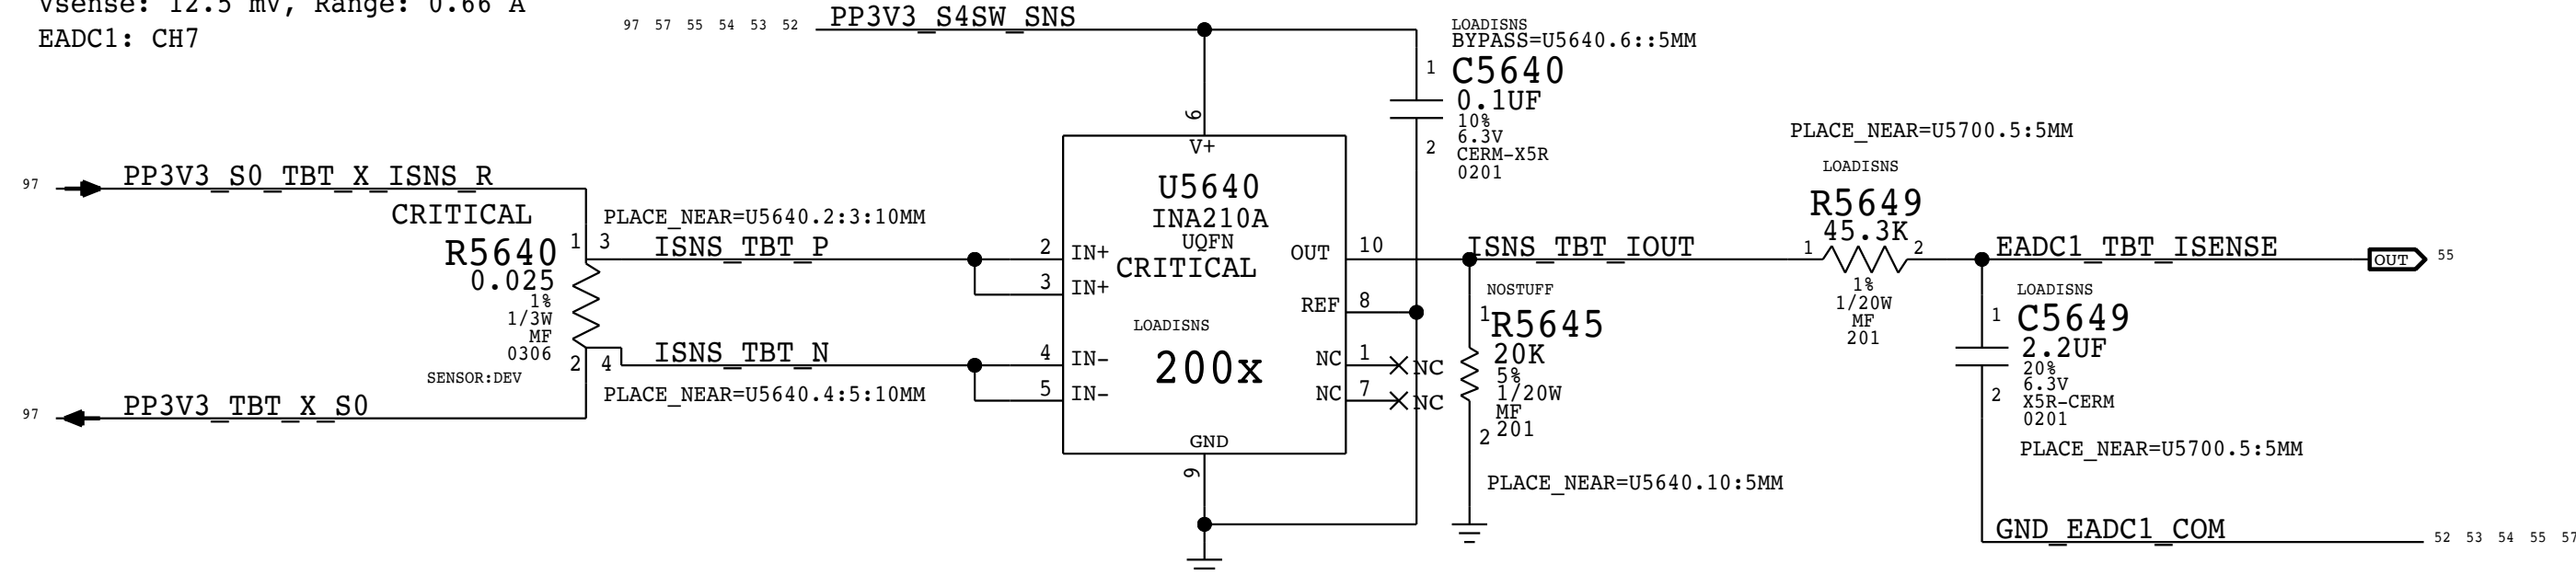 Vsense: 12.5 mV, Range: 0.66 A
EADC1: CH7
97 57 55 54 53 52
PP3V3_S4SW_SNS
LOADISNS
BYPASS=U5640.6::5MM
1
C5640
0.1UF
10%
6.3V
CERM-X5R
0201
2
6
V+
U5640
INA210A
UQFN
CRITICAL
LOADISNS
200x
GND
9
97
PP3V3_S0_TBT_X_ISNS_R
CRITICAL
R5640
0.025
1%
1/3W
MF
0306
SENSOR:DEV
1 3
2 4
PLACE_NEAR=U5640.2:3:10MM
ISNS_TBT_P
2 IN+
3 IN+
ISNS_TBT_N
4 IN-
5 IN-
PLACE_NEAR=U5640.4:5:10MM
97
PP3V3_TBT_X_S0
OUT 10
REF 8
NC 1 NC
NC 7 NC
ISNS_TBT_IOUT
NOSTUFF
1
R5645
20K
5%
1/20W
MF
201
2
PLACE_NEAR=U5640.10:5MM
PLACE_NEAR=U5700.5:5MM
LOADISNS
R5649
45.3K
1 2
1%
1/20W
MF
201
EADC1_TBT_ISENSE
OUT 55
LOADISNS
1
C5649
2.2UF
20%
6.3V
X5R-CERM
0201
2
PLACE_NEAR=U5700.5:5MM
GND_EADC1_COM
52 53 54 55 57